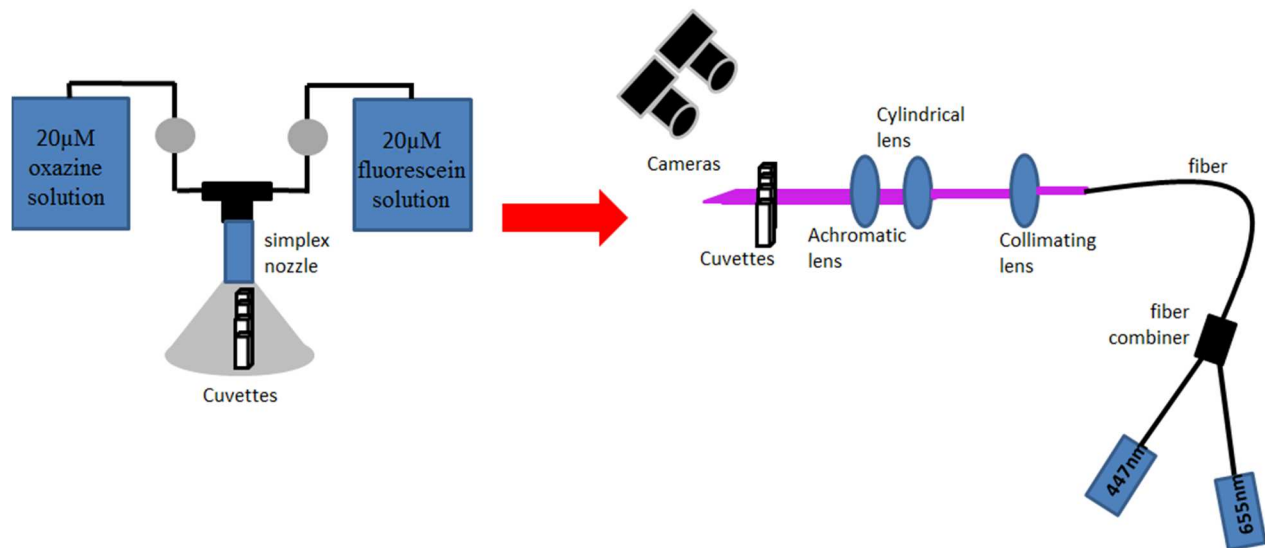 20µM
oxazine
solution
20µM
fluorescein
solution
simplex
nozzle
Cuvettes
Cameras
Cuvettes
Achromatic
lens
Cylindrical
lens
Collimating
lens
fiber
fiber
combiner
447nm
655nm